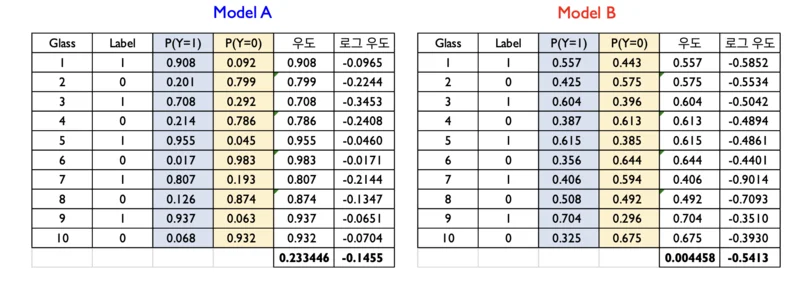 Model A Model B
Glass Label P(Y=1) P(Y=0) 우도 로그 우도 Glass Label P(Y=1) P(Y=0) 우도 로그 우도
1 1 0.908 0.092 0.908 -0.0965 1 1 0.557 0.443 0.557 -0.5852
2 0 0.201 0.799 0.799 -0.2244 2 0 0.425 0.575 0.575 -0.5534
3 1 0.708 0.292 0.708 -0.3453 3 1 0.604 0.396 0.604 -0.5042
4 0 0.214 0.786 0.786 -0.2408 4 0 0.387 0.613 0.613 -0.4894
5 1 0.955 0.045 0.955 -0.0460 5 1 0.615 0.385 0.615 -0.4861
6 0 0.017 0.983 0.983 -0.0171 6 0 0.356 0.644 0.644 -0.4401
7 1 0.807 0.193 0.807 -0.2144 7 1 0.406 0.594 0.406 -0.9014
8 0 0.126 0.874 0.874 -0.1347 8 0 0.508 0.492 0.492 -0.7093
9 1 0.937 0.063 0.937 -0.0651 9 1 0.704 0.296 0.704 -0.3510
10 0 0.068 0.932 0.932 -0.0704 10 0 0.325 0.675 0.675 -0.3930
0.233446 -0.1455 0.004458 -0.5413